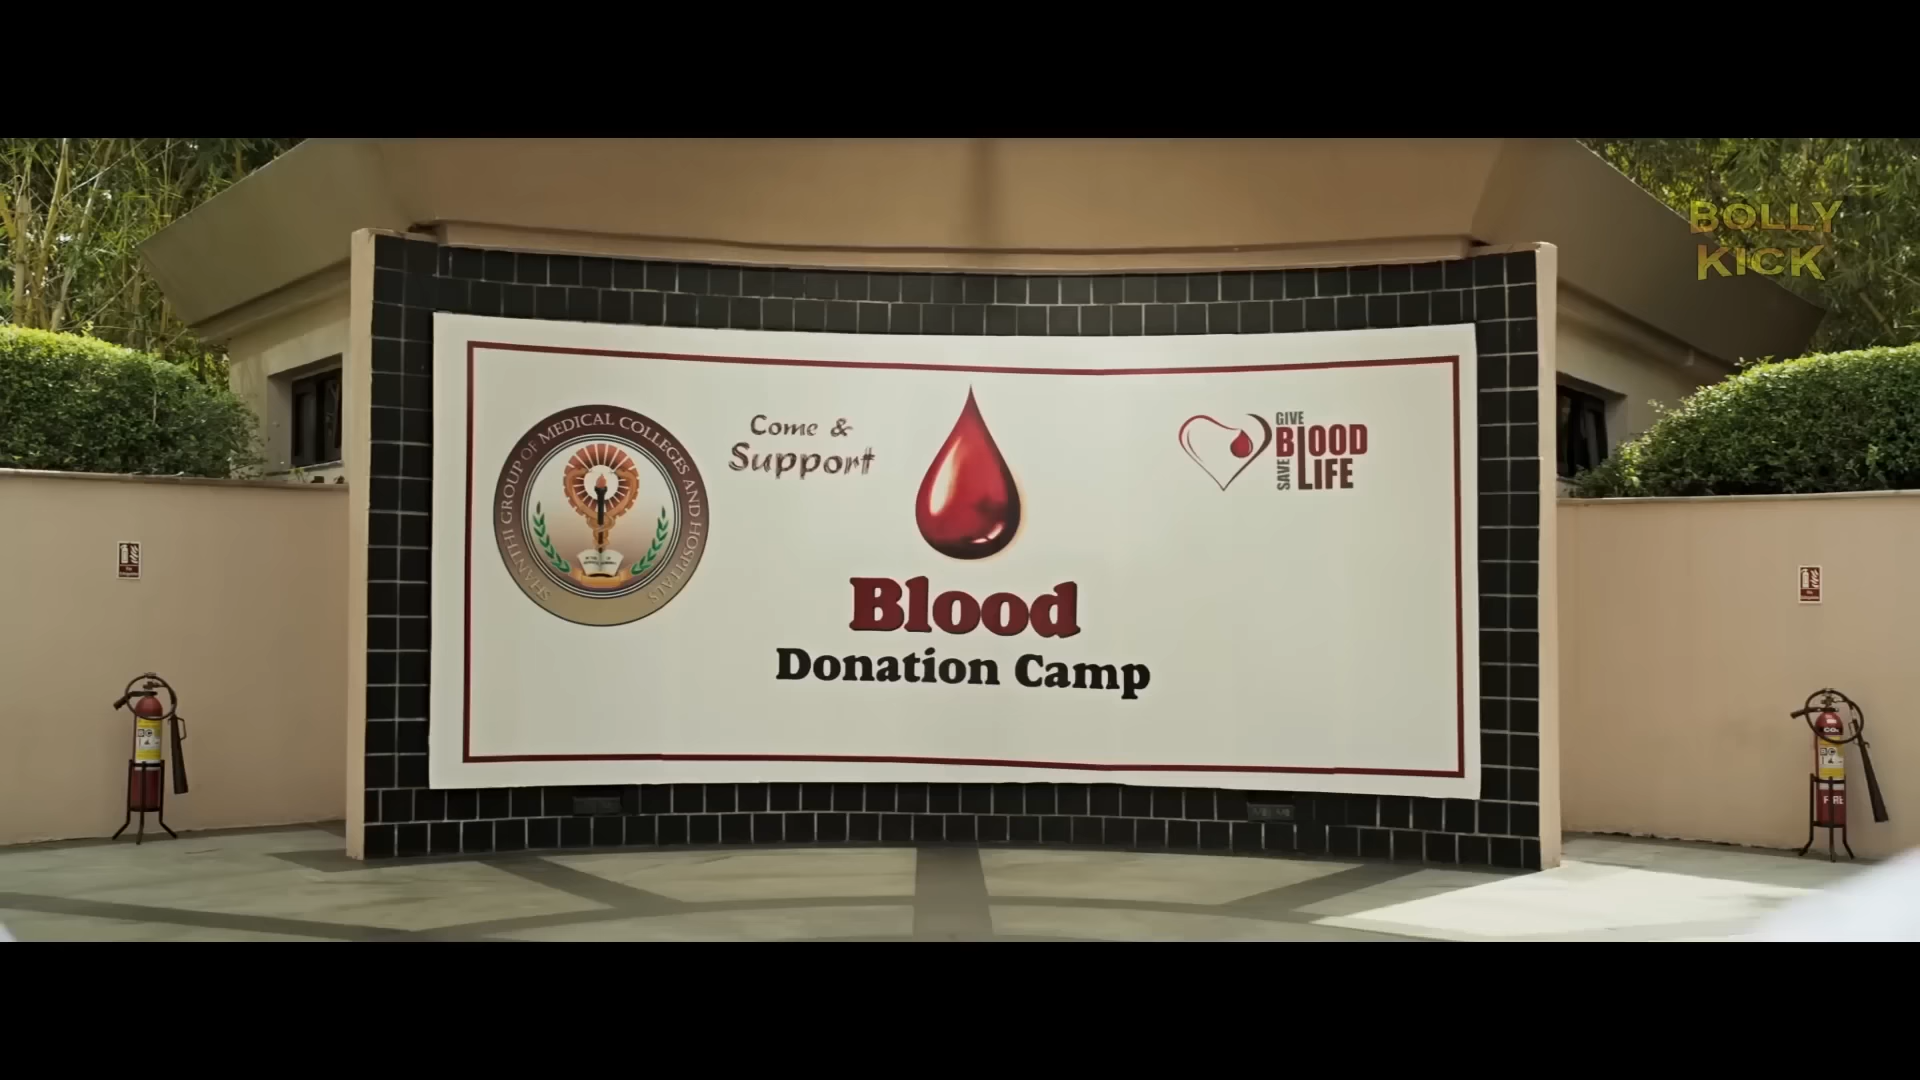 BOLLY
KICK
SHANTHI GROUP OF MEDICAL COLLEGES AND HOSPITALS
Come &
Support
GIVE
BLOOD
SAVE
LIFE
Blood
Donation Camp
CO₂
FIRE